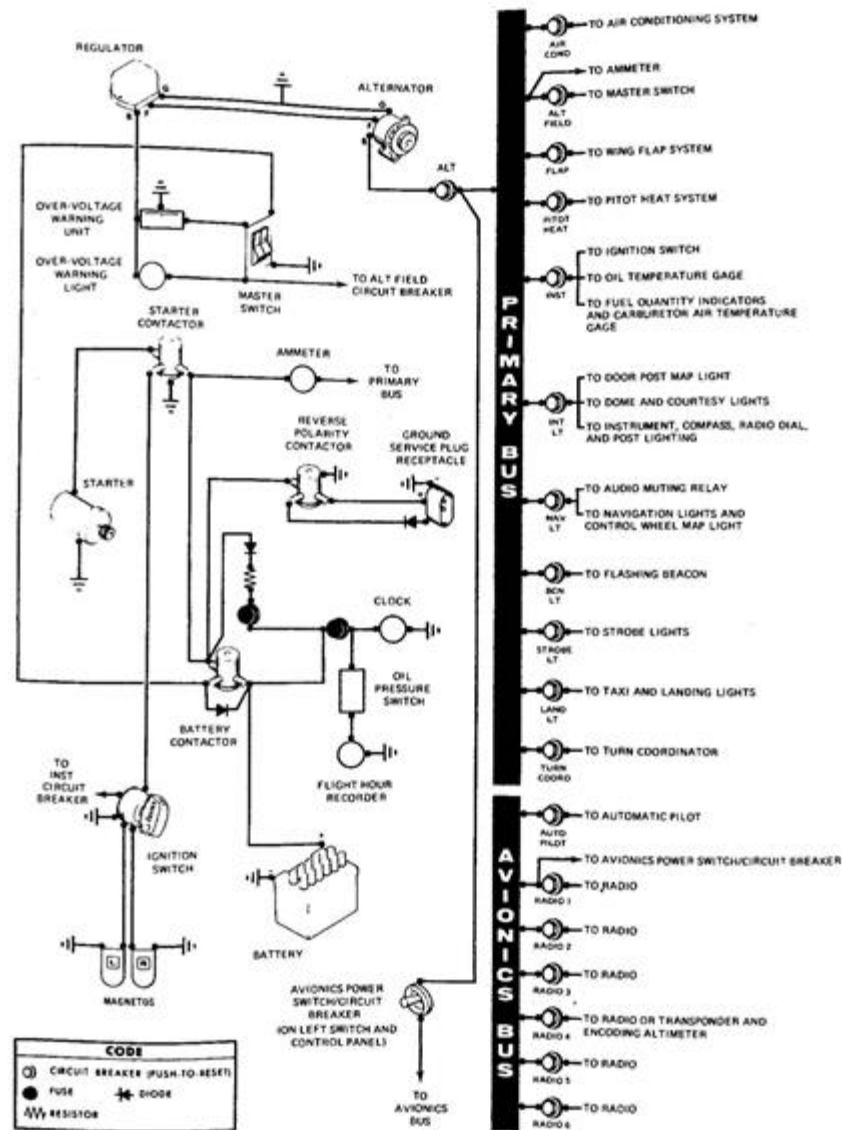 REGULATOR
G
B
F
ALTERNATOR
G
F
B
ALT
OVER-VOLTAGE
WARNING
UNIT
OVER-VOLTAGE
WARNING
LIGHT
MASTER
SWITCH
TO ALT FIELD
CIRCUIT BREAKER
STARTER
CONTACTOR
AMMETER
TO
PRIMARY
BUS
REVERSE
POLARITY
CONTACTOR
GROUND
SERVICE PLUG
RECEPTACLE
STARTER
CLOCK
OIL
PRESSURE
SWITCH
BATTERY
CONTACTOR
FLIGHT HOUR
RECORDER
TO
INST
CIRCUIT
BREAKER
IGNITION
SWITCH
L
R
MAGNETOS
BATTERY
AVIONICS POWER
SWITCH/CIRCUIT
BREAKER
(ON LEFT SWITCH AND
CONTROL PANEL)
TO
AVIONICS
BUS
CODE
CIRCUIT BREAKER (PUSH-TO-RESET)
FUSE
DIODE
RESISTOR
PRIMARY BUS
AIR
COND
TO AIR CONDITIONING SYSTEM
TO AMMETER
ALT
FIELD
TO MASTER SWITCH
FLAP
TO WING FLAP SYSTEM
PITOT
HEAT
TO PITOT HEAT SYSTEM
INST
TO IGNITION SWITCH
TO OIL TEMPERATURE GAGE
TO FUEL QUANTITY INDICATORS
AND CARBURETOR AIR TEMPERATURE
GAGE
INT
LT
TO DOOR POST MAP LIGHT
TO DOME AND COURTESY LIGHTS
TO INSTRUMENT, COMPASS, RADIO DIAL,
AND POST LIGHTING
NAV
LT
TO AUDIO MUTING RELAY
TO NAVIGATION LIGHTS AND
CONTROL WHEEL MAP LIGHT
BCN
LT
TO FLASHING BEACON
STROBE
LT
TO STROBE LIGHTS
LAND
LT
TO TAXI AND LANDING LIGHTS
TURN
COORD
TO TURN COORDINATOR
AVIONICS BUS
AUTO
PILOT
TO AUTOMATIC PILOT
TO AVIONICS POWER SWITCH/CIRCUIT BREAKER
RADIO 1
TO RADIO
RADIO 2
TO RADIO
RADIO 3
TO RADIO
RADIO 4
TO RADIO OR TRANSPONDER AND
ENCODING ALTIMETER
RADIO 5
TO RADIO
RADIO 6
TO RADIO